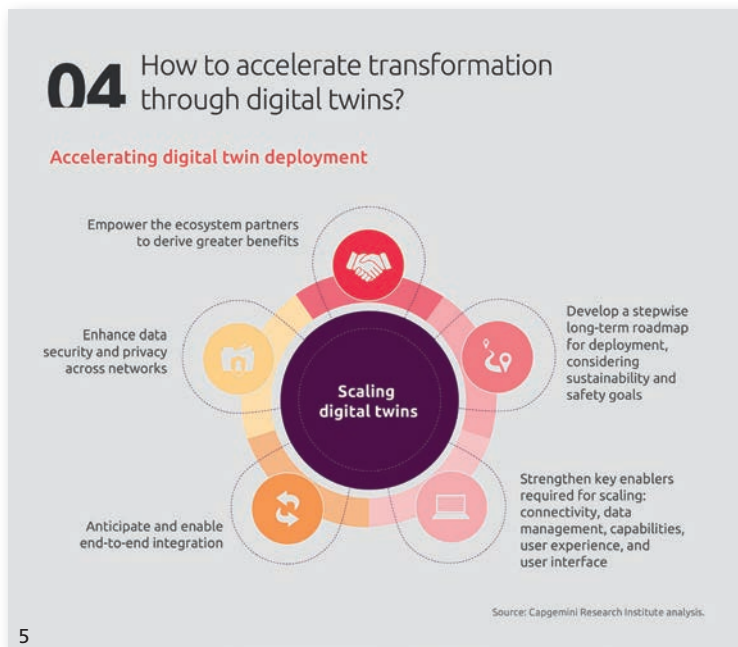 04 How to accelerate transformation
through digital twins?
Accelerating digital twin deployment
Empower the ecosystem partners
to derive greater benefits
Develop a stepwise
long-term roadmap
for deployment,
considering
sustainability and
safety goals
Strengthen key enablers
required for scaling:
connectivity, data
management, capabilities,
user experience, and
user interface
Anticipate and enable
end-to-end integration
Enhance data
security and privacy
across networks
Scaling
digital twins
Source: Capgemini Research Institute analysis.
5